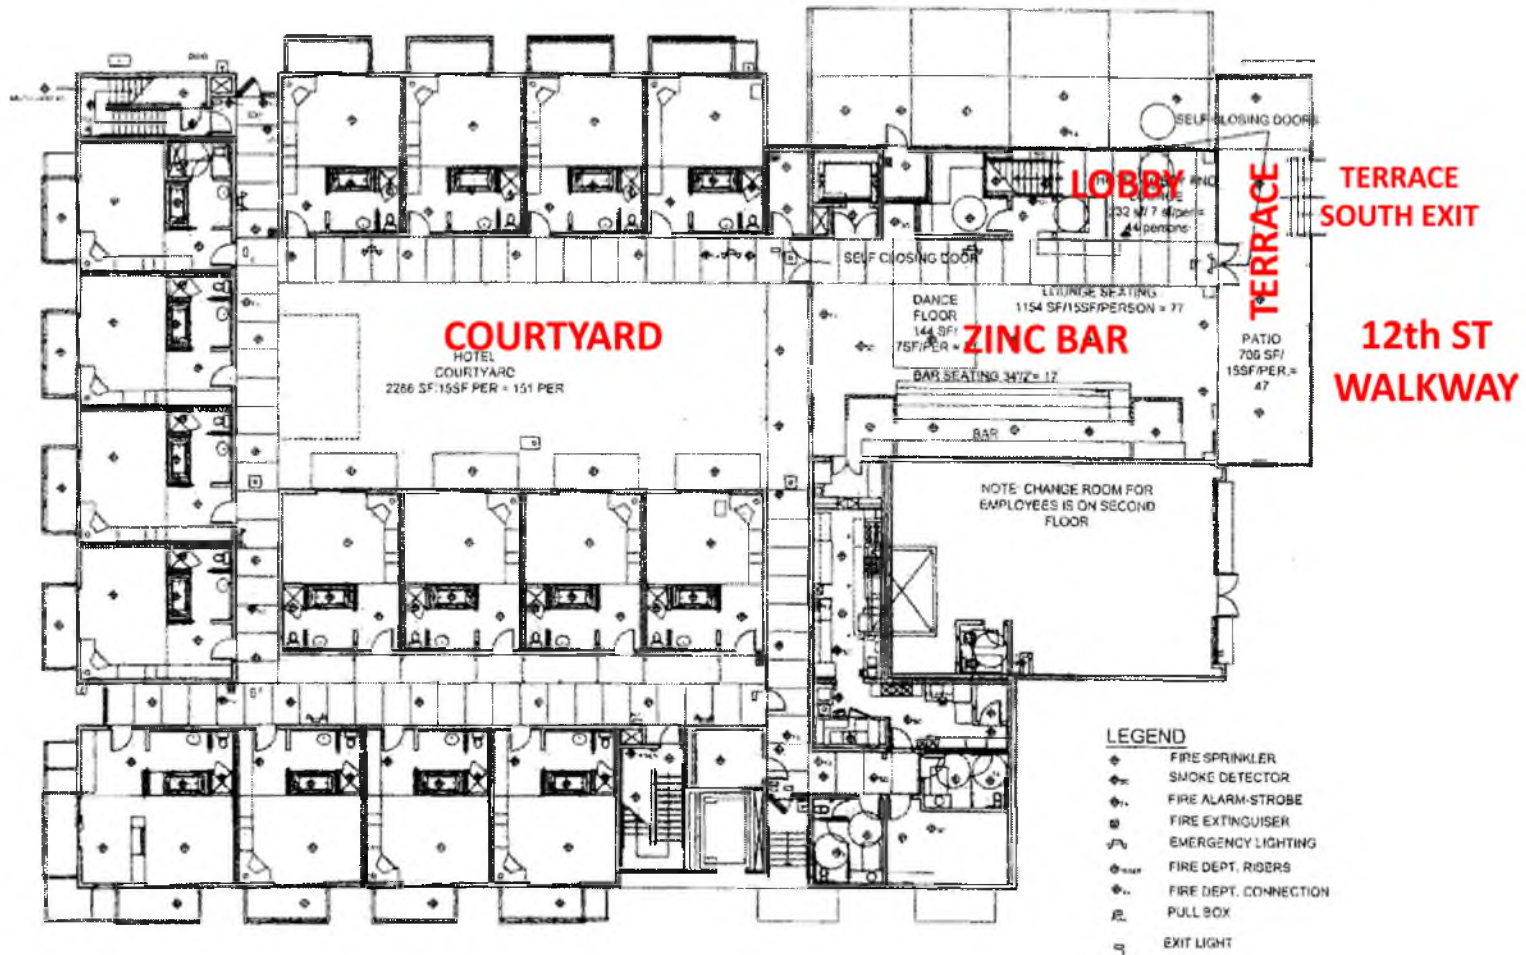 SELF CLOSING DOORS
LOBBY
LOUNGE
44 persons
TERRACE
TERRACE
SOUTH EXIT
SELF CLOSING DOOR
LOUNGE SEATING
1154 SF/15SF/PERSON = 77
DANCE
FLOOR
144 SF/
7SF/PER =
ZINC BAR
BAR SEATING 34'/2'= 17
BAR
COURTYARD
HOTEL
COURTYARD
2266 SF:15SF PER = 151 PER
PATIO
706 SF/
15SF/PER.=
47
12th ST
WALKWAY
NOTE: CHANGE ROOM FOR
EMPLOYEES IS ON SECOND
FLOOR
LEGEND
FIRE SPRINKLER
SMOKE DETECTOR
FIRE ALARM-STROBE
FIRE EXTINGUISER
EMERGENCY LIGHTING
FIRE DEPT. RISERS
FIRE DEPT. CONNECTION
PULL BOX
EXIT LIGHT